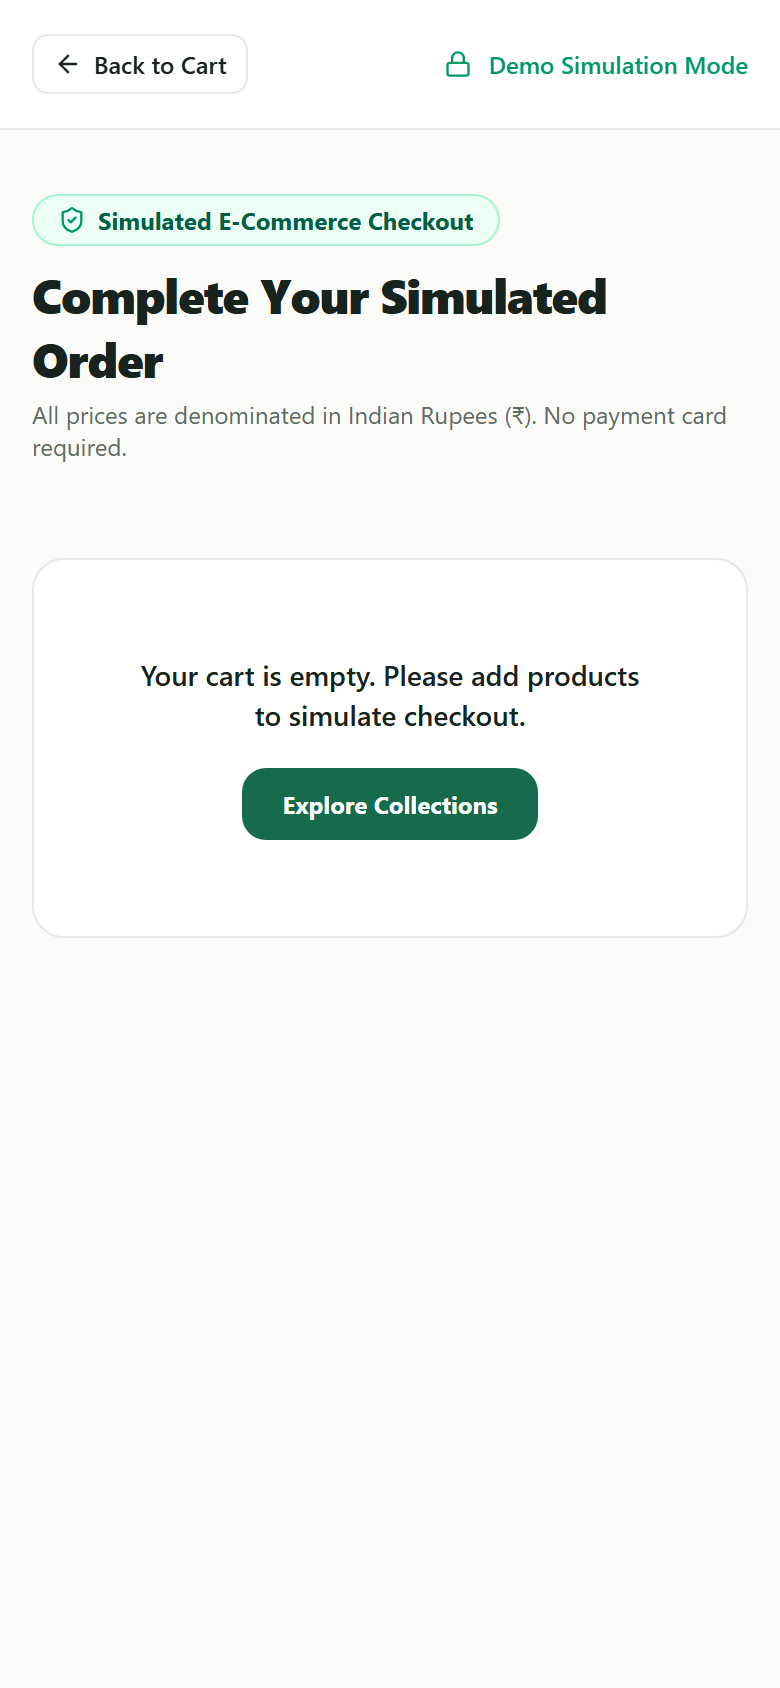 Back to Cart
Demo Simulation Mode
Simulated E-Commerce Checkout
Complete Your Simulated
Order
All prices are denominated in Indian Rupees (₹). No payment card
required.
Your cart is empty. Please add products
to simulate checkout.
Explore Collections